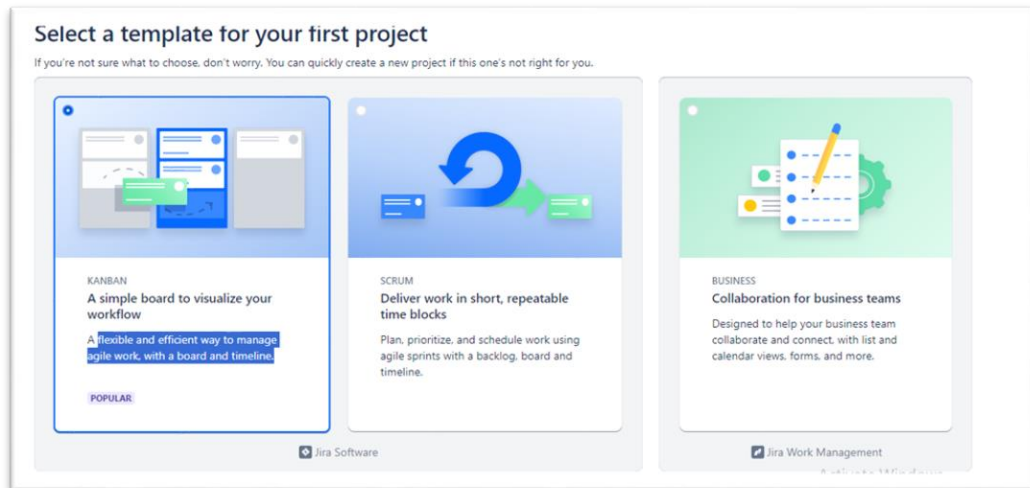 Select a template for your first project
If you're not sure what to choose, don't worry. You can quickly create a new project if this one's not right for you.
KANBAN
A simple board to visualize your
workflow
A flexible and efficient way to manage
agile work, with a board and timeline.
POPULAR
SCRUM
Deliver work in short, repeatable
time blocks
Plan, prioritize, and schedule work using
agile sprints with a backlog, board and
timeline.
Jira Software
BUSINESS
Collaboration for business teams
Designed to help your business team
collaborate and connect, with list and
calendar views, forms, and more.
Jira Work Management
Activate Windows